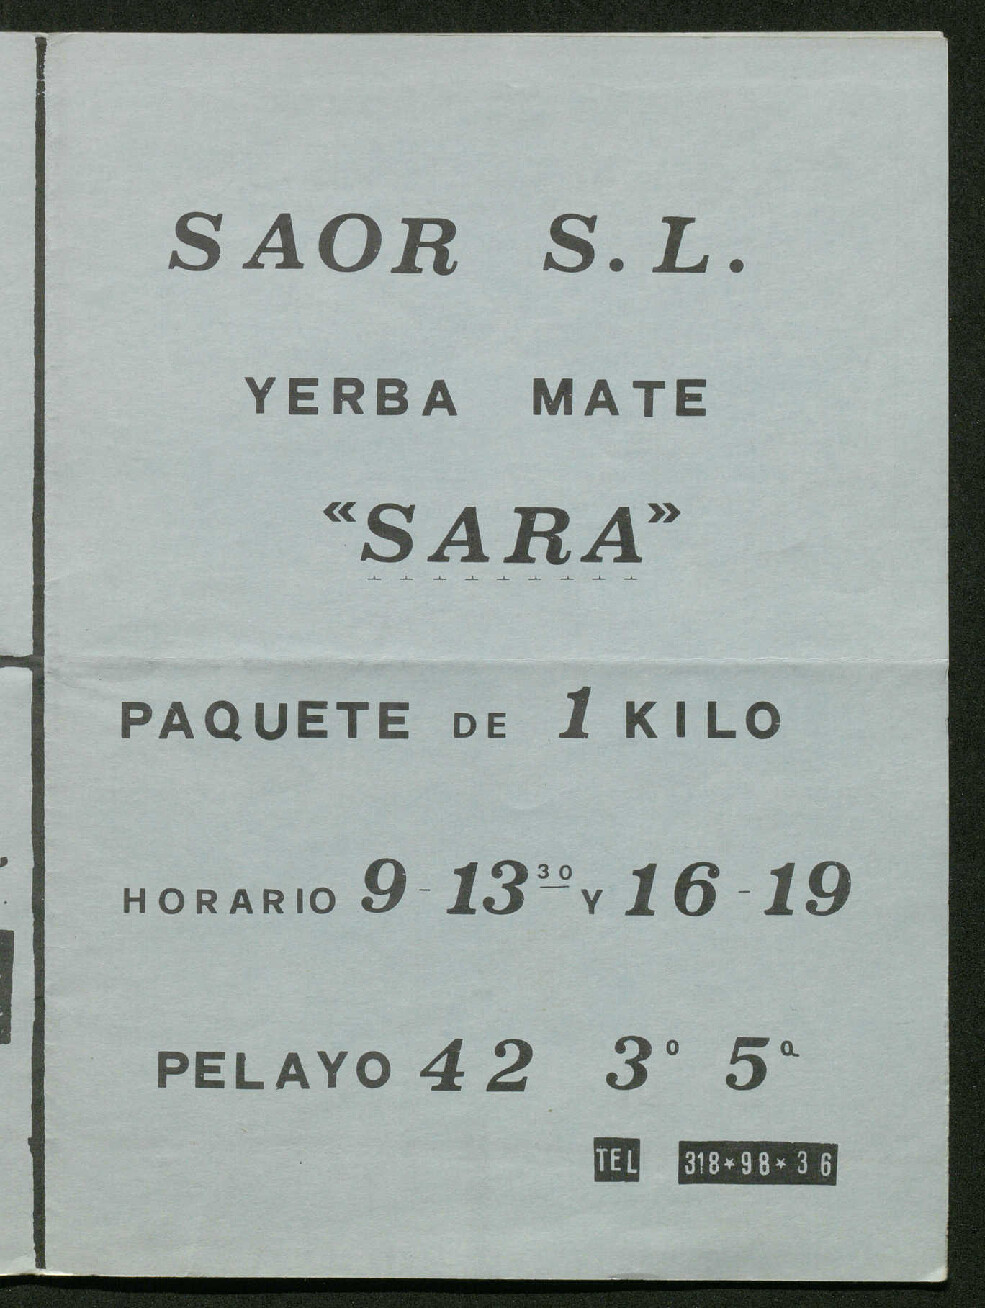 SAOR S.L.
YERBA MATE
“SARA”
PAQUETE DE 1 KILO
HORARIO 9-13³⁰ Y 16-19
PELAYO 42 3º 5ª
TEL 318*98*36